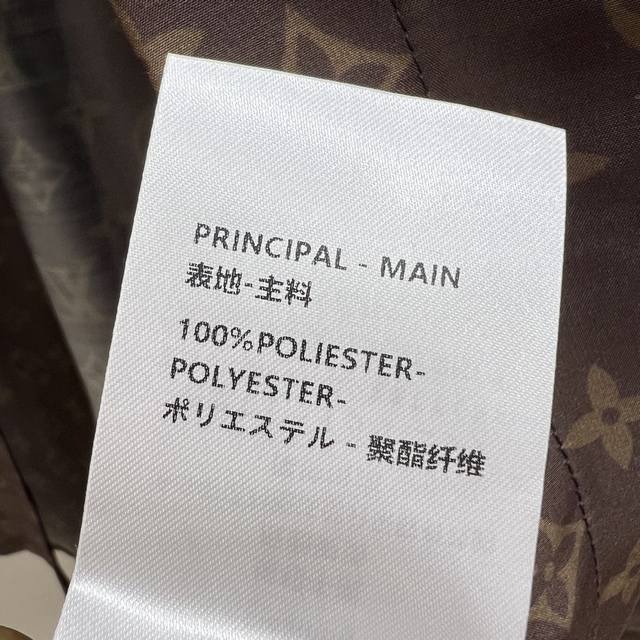 PRINCIPAL - MAIN
表地-主料
100%POLIESTER-
POLYESTER-
ポリエステル - 聚酯纤维